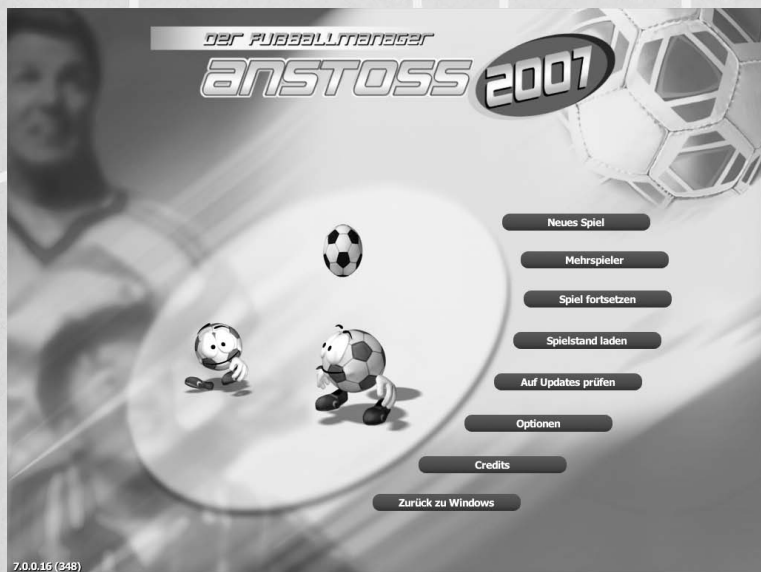 DER FUßBALLMANAGER
ANSTOSS 2007
Neues Spiel
Mehrspieler
Spiel fortsetzen
Spielstand laden
Auf Updates prüfen
Optionen
Credits
Zurück zu Windows
7.0.0.16 (348)